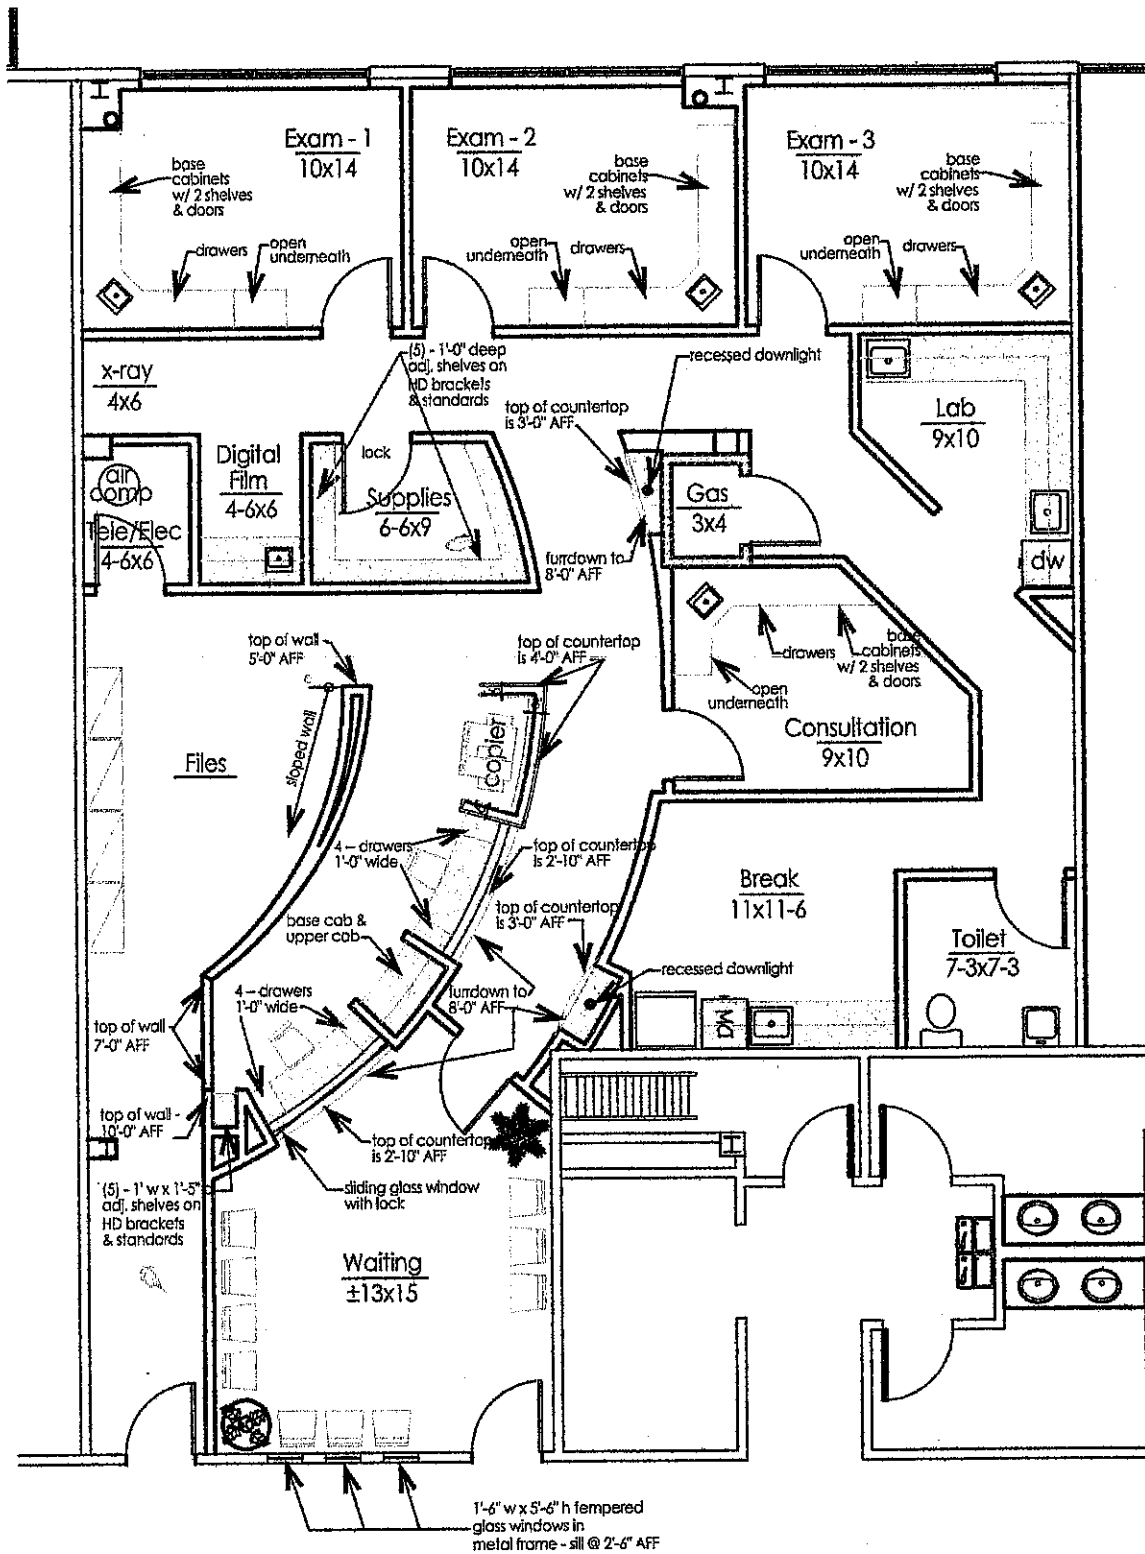 Exam - 1
10x14
Exam - 2
10x14
Exam - 3
10x14
base
cabinets
w/ 2 shelves
& doors
base
cabinets
w/ 2 shelves
& doors
base
cabinets
w/ 2 shelves
& doors
drawers
open
underneath
open
underneath
drawers
open
underneath
drawers
x-ray
4x6
(5) - 1'-0" deep
adj. shelves on
HD brackets
& standards
recessed downlight
top of countertop
is 3'-0" AFF
Lab
9x10
air
comp
Tele/Elec
4-6x6
Digital
Film
4-6x6
lock
Supplies
6-6x9
Gas
3x4
furrdown to
8'-0" AFF
dw
top of wall
5'-0" AFF
top of countertop
is 4'-0" AFF
drawers
base
cabinets
w/ 2 shelves
& doors
open
underneath
Consultation
9x10
Files
sloped wall
copier
4 - drawers
1'-0" wide
top of countertop
is 2'-10" AFF
base cab &
upper cab
top of countertop
is 3'-0" AFF
Break
11x11-6
Toilet
7-3x7-3
recessed downlight
4 - drawers
1'-0" wide
furrdown to
8'-0" AFF
top of wall
7'-0" AFF
MG
top of wall -
10'-0" AFF
top of countertop
is 2'-10" AFF
(5) - 1' w x 1'-5"
adj. shelves on
HD brackets
& standards
sliding glass window
with lock
Waiting
±13x15
1'-6" w x 5'-6" h tempered
glass windows in
metal frame - sill @ 2'-6" AFF